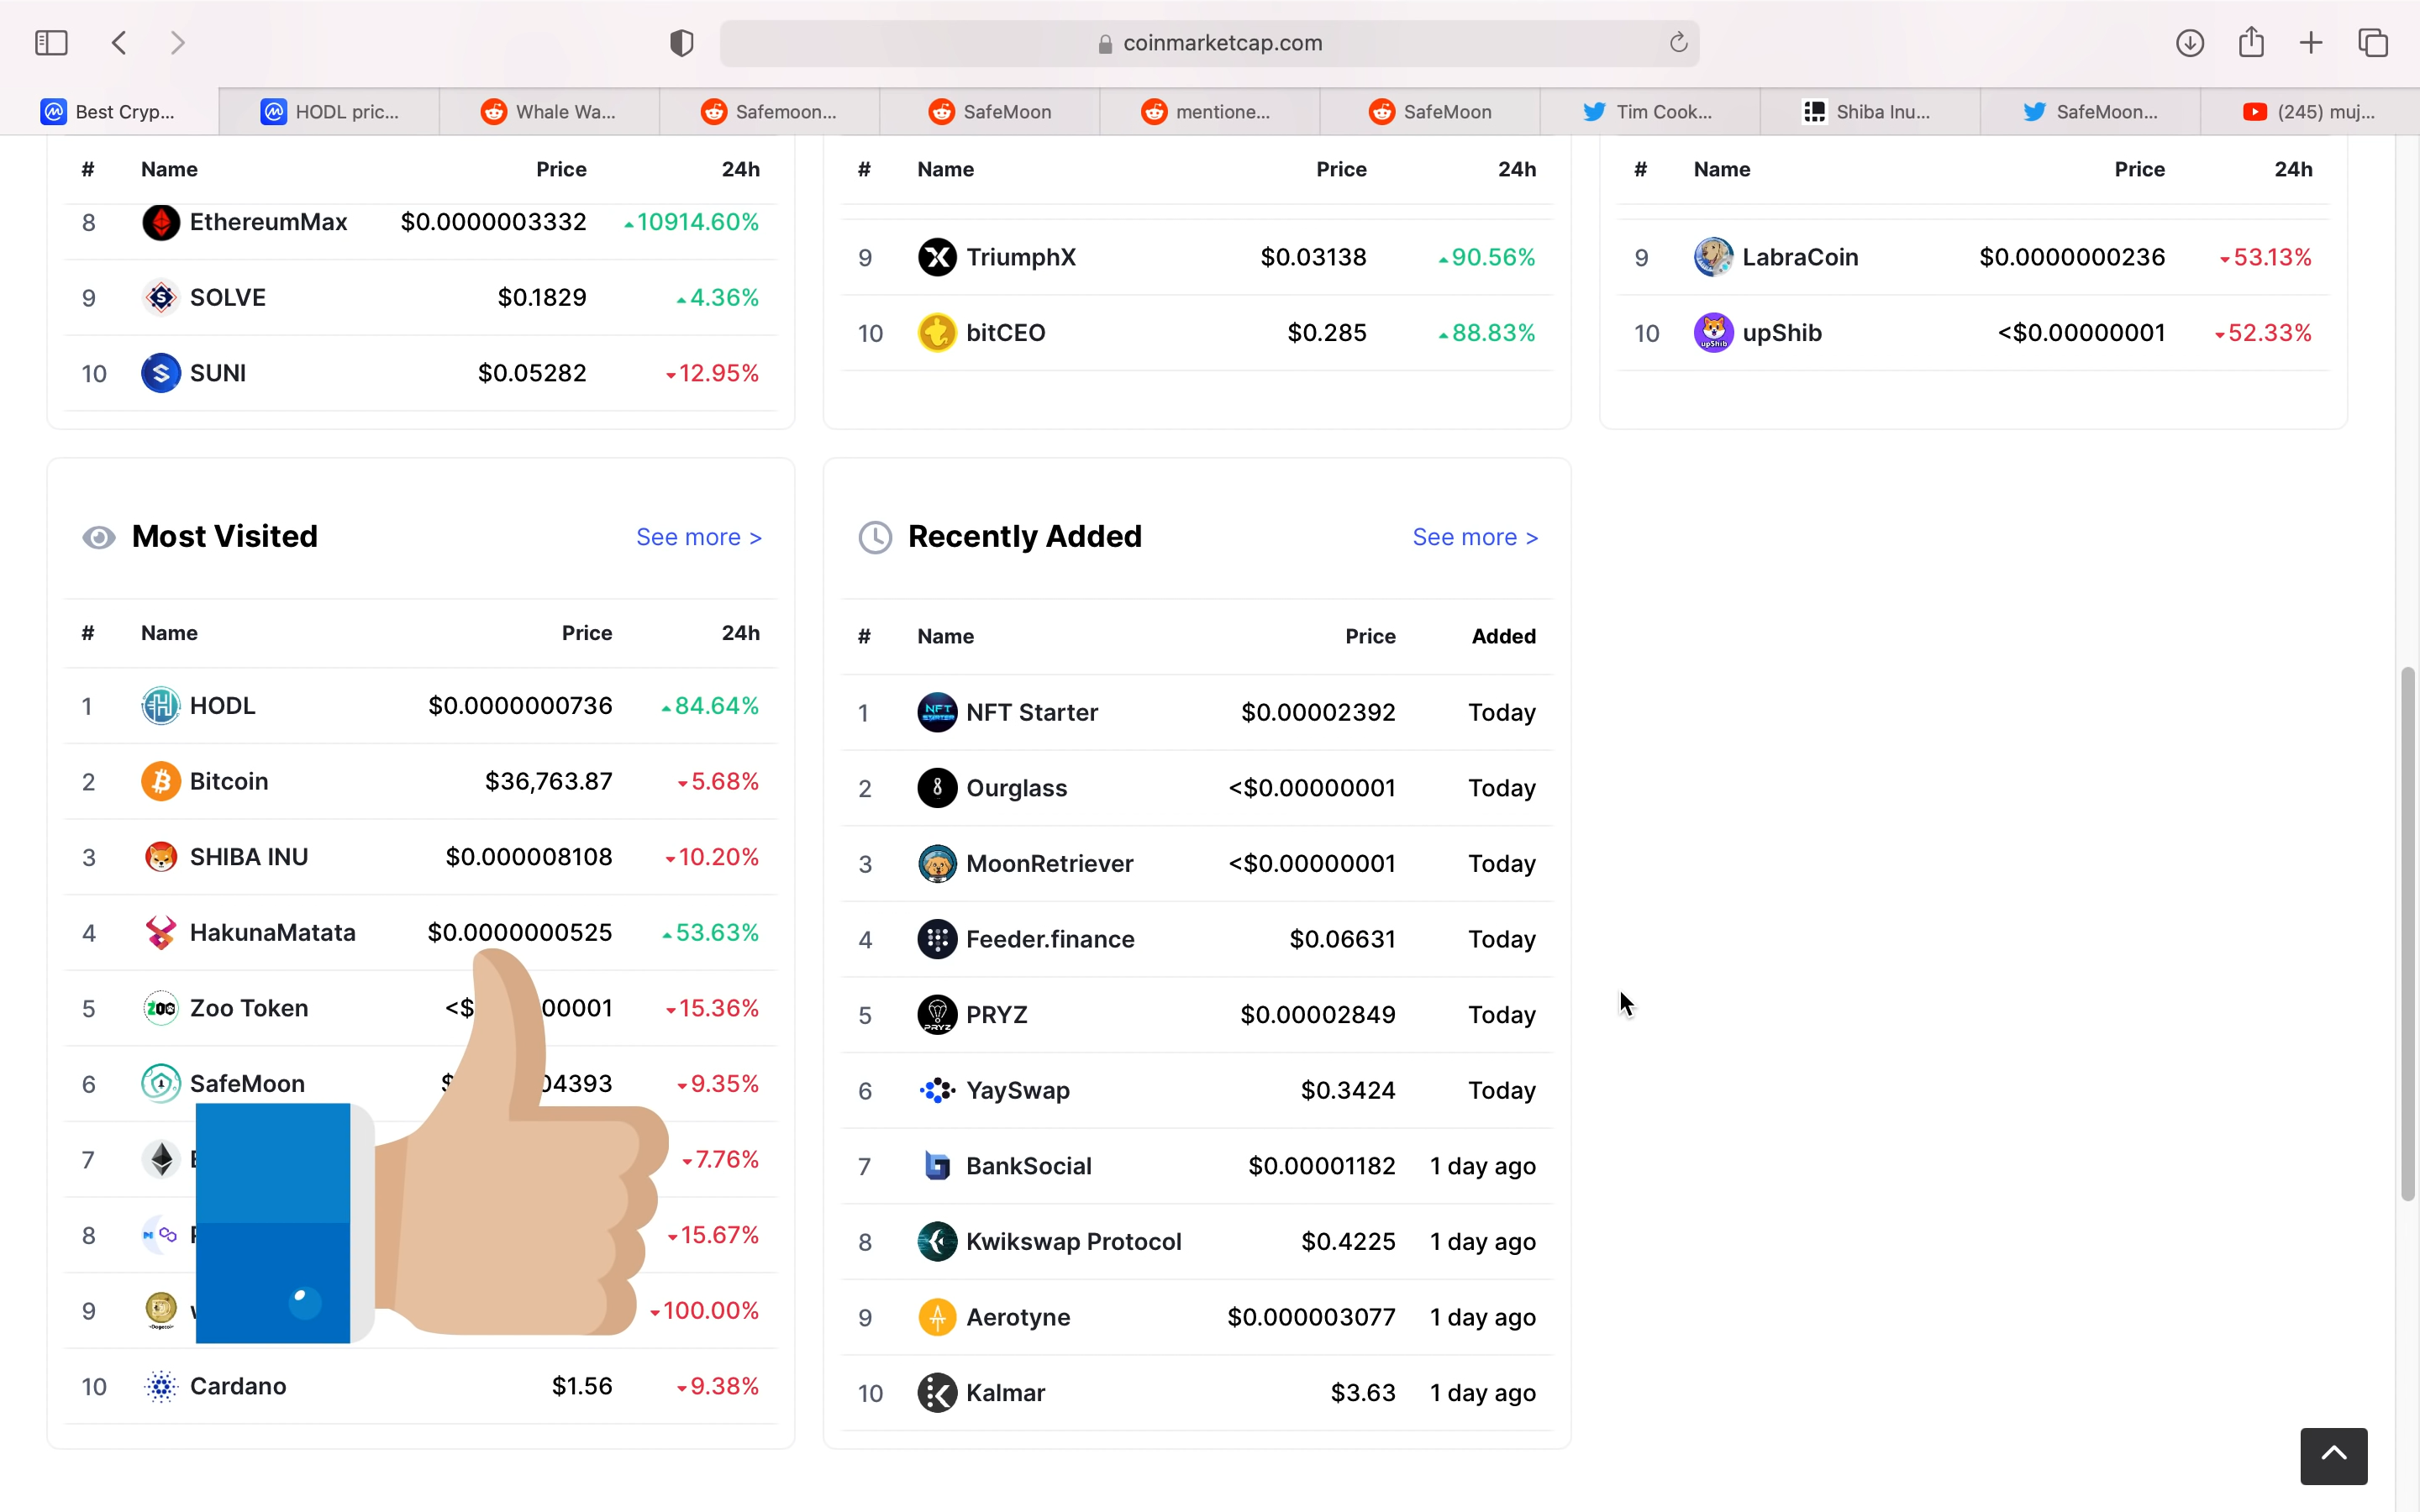 coinmarketcap.com
Best Cryp...
HODL pric...
Whale Wa...
Safemoon...
SafeMoon
mentione...
SafeMoon
Tim Cook...
Shiba Inu...
SafeMoon...
(245) muj...
# Name Price 24h
8 EthereumMax $0.0000003332 10914.60%
9 SOLVE $0.1829 4.36%
10 SUNI $0.05282 12.95%
# Name Price 24h
9 TriumphX $0.03138 90.56%
10 bitCEO $0.285 88.83%
# Name Price 24h
9 LabraCoin $0.0000000236 53.13%
10 upShib <$0.00000001 52.33%
Most Visited See more >
# Name Price 24h
1 HODL $0.0000000736 84.64%
2 Bitcoin $36,763.87 5.68%
3 SHIBA INU $0.000008108 10.20%
4 HakunaMatata $0.0000000525 53.63%
5 Zoo Token 15.36%
6 SafeMoon 9.35%
7 7.76%
8 15.67%
9 100.00%
10 Cardano $1.56 9.38%
Recently Added See more >
# Name Price Added
1 NFT Starter $0.00002392 Today
2 Ourglass <$0.00000001 Today
3 MoonRetriever <$0.00000001 Today
4 Feeder.finance $0.06631 Today
5 PRYZ $0.00002849 Today
6 YaySwap $0.3424 Today
7 BankSocial $0.00001182 1 day ago
8 Kwikswap Protocol $0.4225 1 day ago
9 Aerotyne $0.000003077 1 day ago
10 Kalmar $3.63 1 day ago